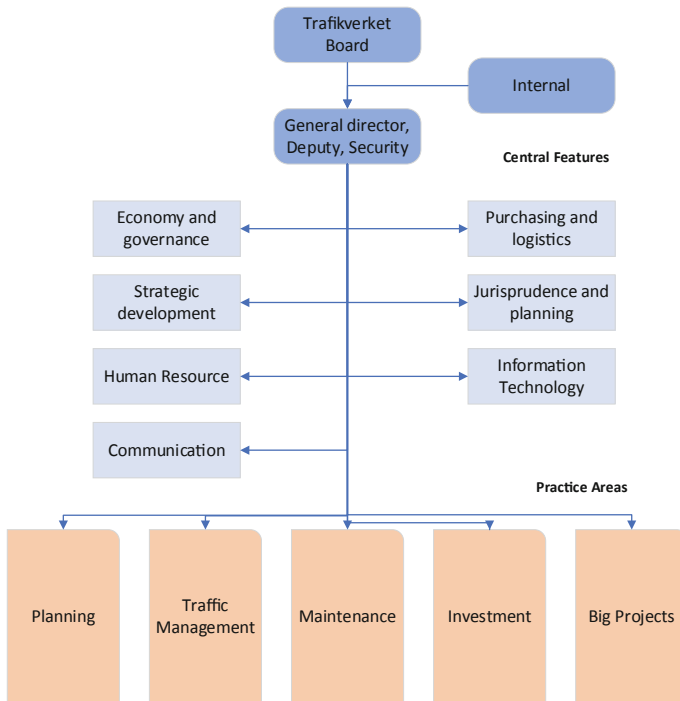 Trafikverket
Board
Internal
General director,
Deputy, Security
Central Features
Economy and
governance
Purchasing and
logistics
Strategic
development
Jurisprudence and
planning
Human Resource
Information
Technology
Communication
Practice Areas
Planning
Traffic
Management
Maintenance
Investment
Big Projects